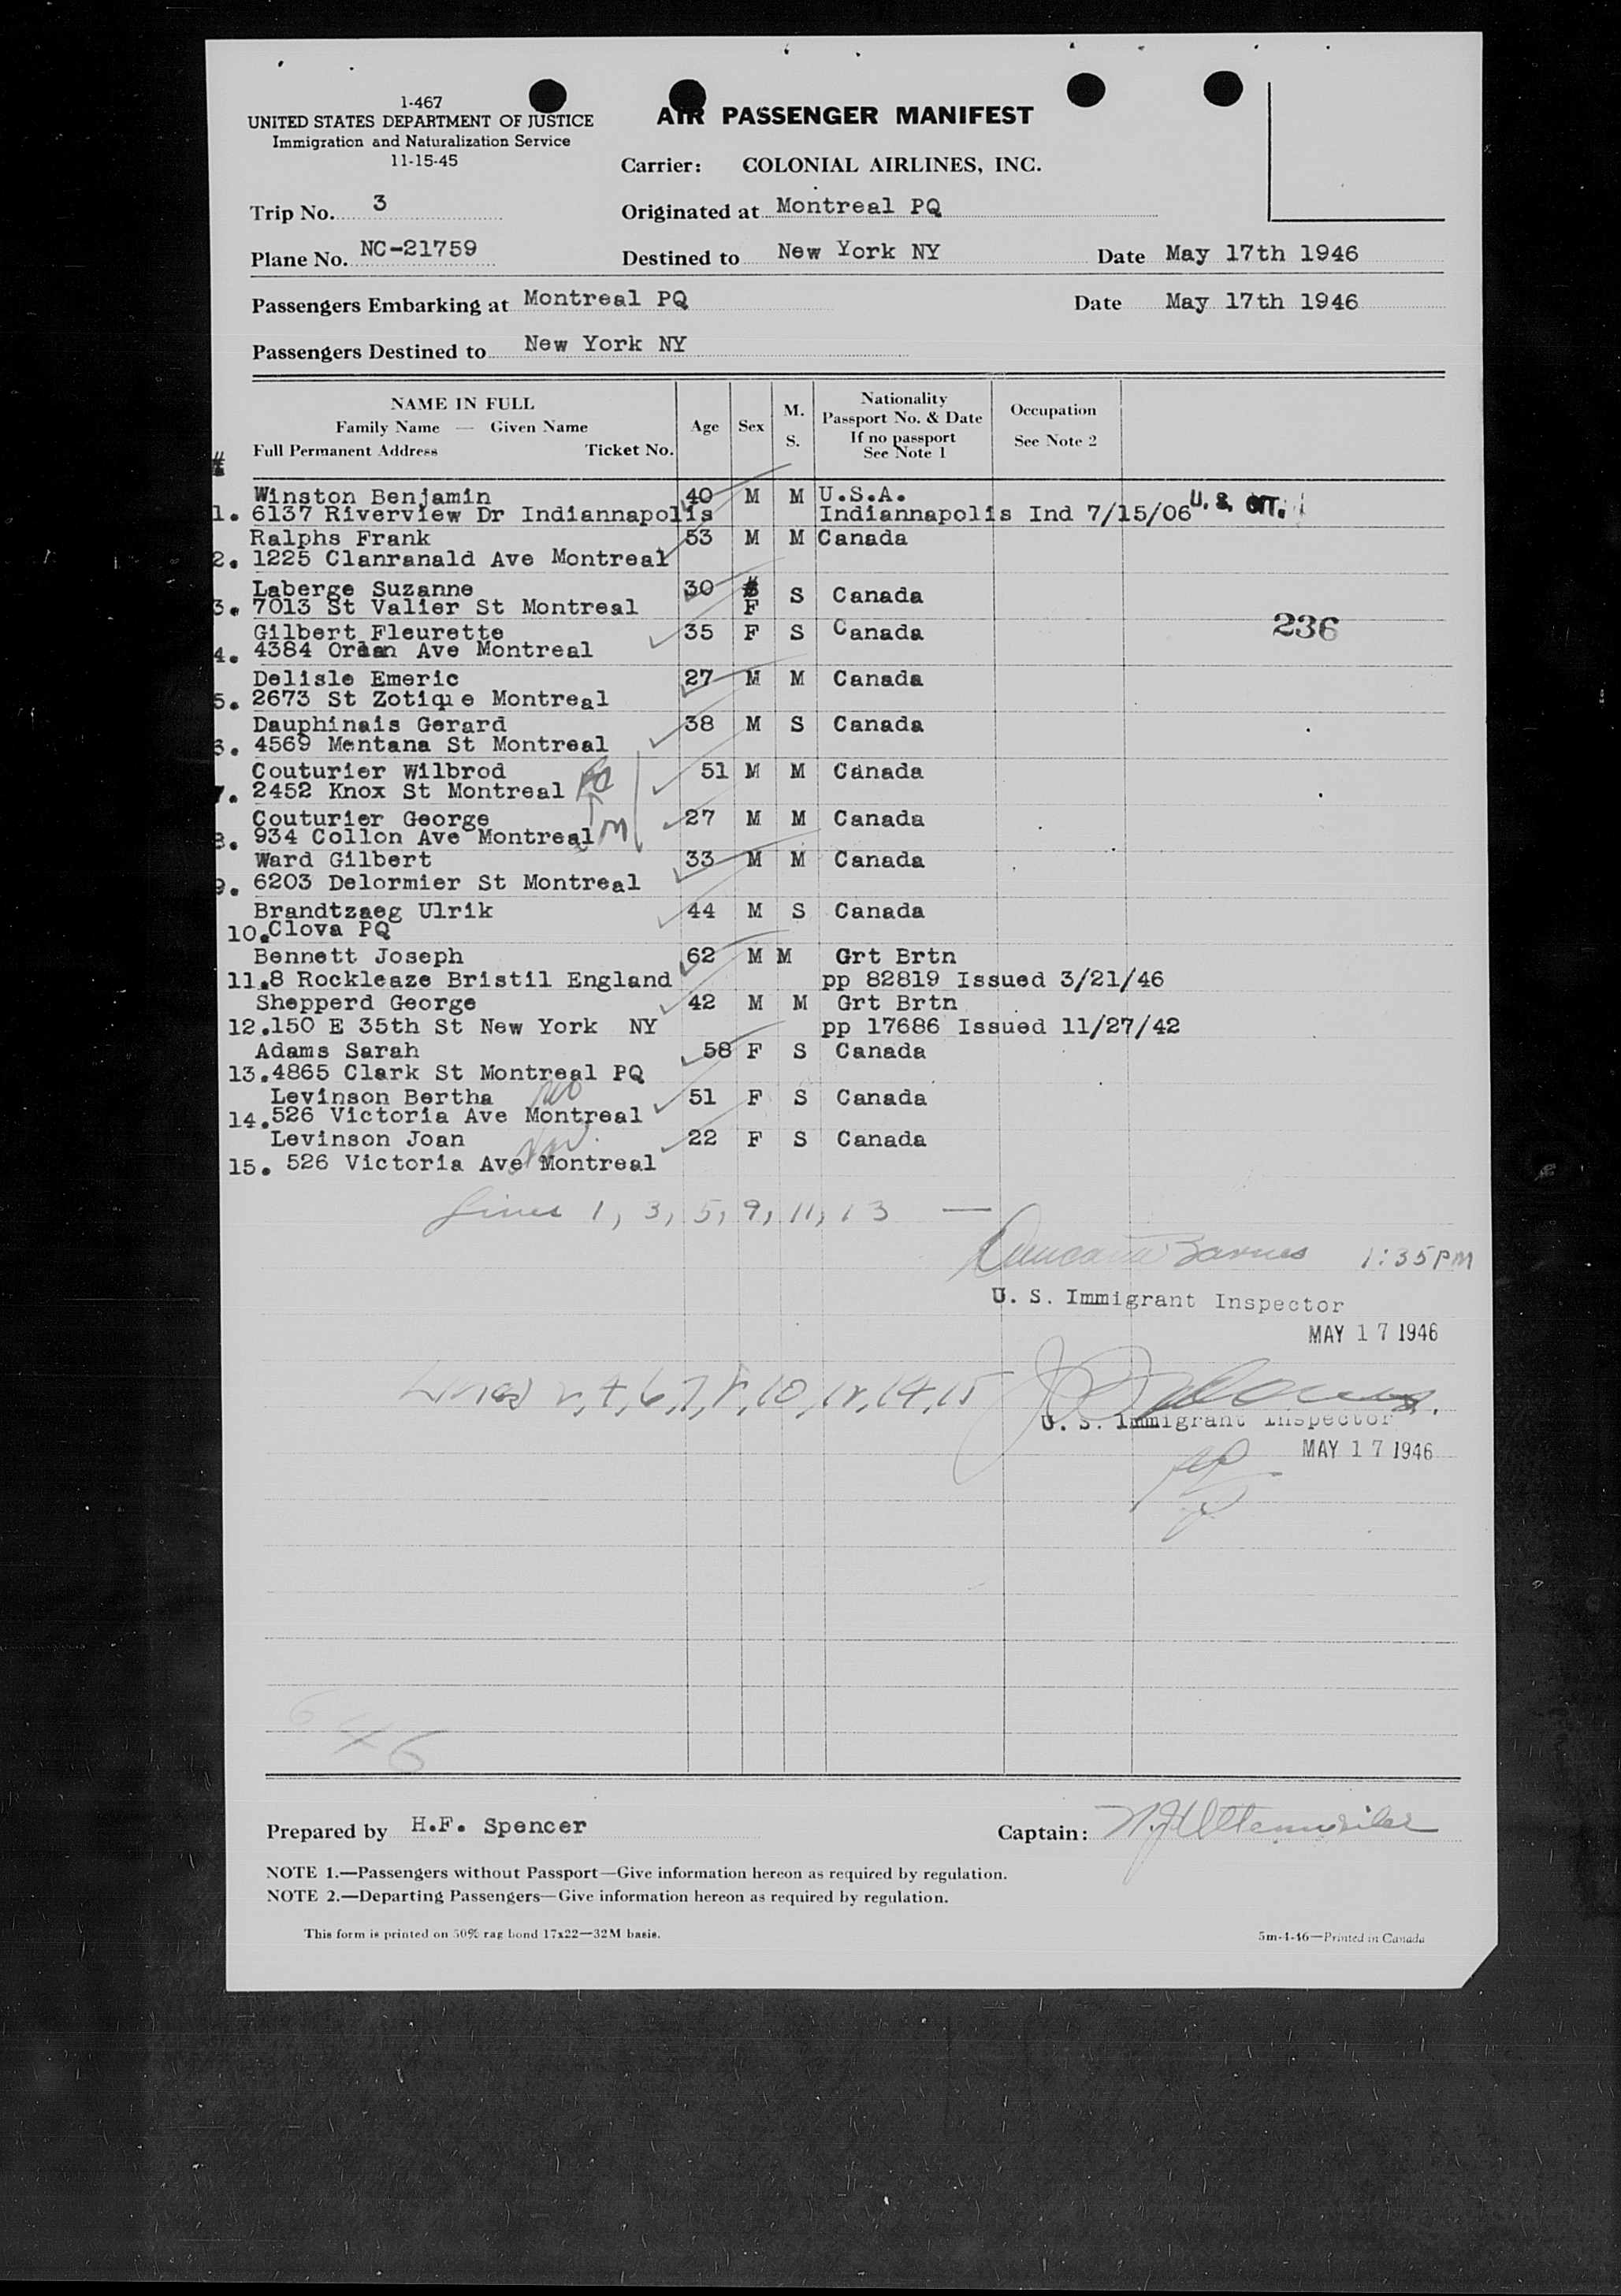 1-467
UNITED STATES DEPARTMENT OF JUSTICE
Immigration and Naturalization Service
11-15-45
AIR PASSENGER MANIFEST
Carrier: COLONIAL AIRLINES, INC.
Trip No. 3
Originated at Montreal PQ
Plane No. NC-21759
Destined to New York NY
Date May 17th 1946
Passengers Embarking at Montreal PQ
Date May 17th 1946
Passengers Destined to New York NY
NAME IN FULL
Family Name — Given Name
Full Permanent Address Ticket No.
Age
Sex
M.
S.
Nationality
Passport No. & Date
If no passport
See Note 1
Occupation
See Note 2
Winston Benjamin 40 M M U.S.A.
1. 6137 Riverview Dr Indiannapolis Indiannapolis Ind 7/15/06 U. S.
Ralphs Frank 53 M M Canada
2. 1225 Clanranald Ave Montreal
Laberge Suzanne 30 F S Canada
3. 7013 St Valier St Montreal
236
Gilbert Fleurette 35 F S Canada
4. 4384 Ave Montreal
Delisle Emeric 27 M M Canada
5. 2673 St Zotique Montreal
Dauphinais Gerard 38 M S Canada
6. 4569 Mentana St Montreal
Couturier Wilbrod 51 M M Canada
7. 2452 Knox St Montreal
Couturier George 27 M M Canada
8. 934 Collon Ave Montreal
Ward Gilbert 33 M M Canada
9. 6203 Delormier St Montreal
Brandtzaeg Ulrik 44 M S Canada
10. Clova PQ
Bennett Joseph 62 M M Grt Brtn
11. 8 Rockleaze Bristil England pp 82819 Issued 3/21/46
Shepperd George 42 M M Grt Brtn
12. 150 E 35th St New York NY pp 17686 Issued 11/27/42
Adams Sarah 58 F S Canada
13. 4865 Clark St Montreal PQ
Levinson Bertha 51 F S Canada
14. 526 Victoria Ave Montreal
Levinson Joan 22 F S Canada
15. 526 Victoria Ave Montreal
Lines 1, 3, 5, 9, 11, 13 —
Barnes 1:35PM
U. S. Immigrant Inspector
MAY 17 1946
Lines 2, 4, 6, 7, 8, 10, 12, 14, 15
U. S. Immigrant Inspector
MAY 17 1946
Prepared by H.F. Spencer
Captain:
NOTE 1.—Passengers without Passport—Give information hereon as required by regulation.
NOTE 2.—Departing Passengers—Give information hereon as required by regulation.
This form is printed on 50% rag bond 17x22—32M basis.
5m-4-46—Printed in Canada